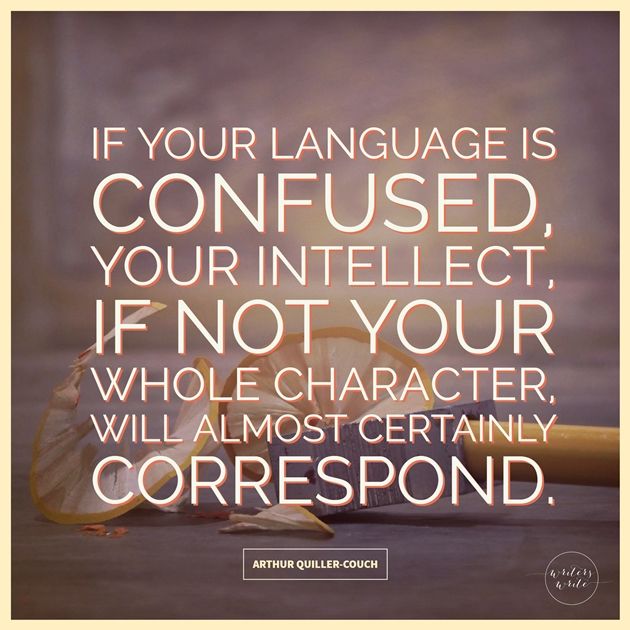 IF YOUR LANGUAGE IS
CONFUSED,
YOUR INTELLECT,
IF NOT YOUR
WHOLE CHARACTER,
WILL ALMOST CERTAINLY
CORRESPOND.
ARTHUR QUILLER-COUCH
writers
write